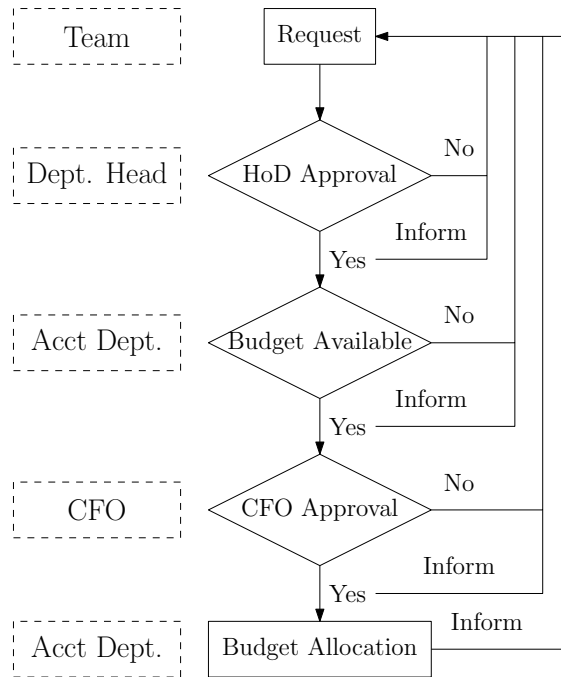 Team
Request
No
Dept. Head
HoD Approval
Inform
Yes
No
Acct Dept.
Budget Available
Inform
Yes
No
CFO
CFO Approval
Inform
Yes
Inform
Acct Dept.
Budget Allocation